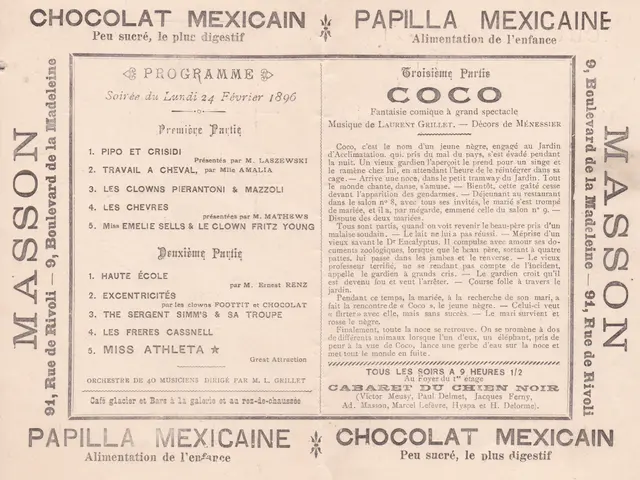 CHOCOLAT MEXICAIN
Peu sucré, le pluc digestif
PAPILLA MEXICAINE
Alimentation de l'enfance
MASSON
91, Rue de Rivoli — 9, Boulevard de la Madeleine
PROGRAMME
Soirée du Lundi 24 Février 1896
Première Partie
1. PIPO ET CRISIDI
Présentés par M. LASZEWSKI
2. TRAVAIL A CHEVAL, par Mlle AMALIA
3. LES CLOWNS PIERANTONI & MAZZOLI
4. LES CHEVRES
présentées par M. MATHEWS
5. Miss EMELIE SELLS & LE CLOWN FRITZ YOUNG
Deuxième Partie
1. HAUTE ÉCOLE
par M. Ernest RENZ
2. EXCENTRICITÉS
par les clowns FOOTTIT et CHOCOLAT
3. THE SERGENT SIMM'S & SA TROUPE
4. LES FRERES CASSNELL
5. MISS ATHLETA ★
Great Attraction
ORCHESTRE DE 40 MUSICIENS DIRIGÉ PAR M. L. GRILLET
Café glacier et Bars à la galerie et au rez-de-chaussée
Troisième Partie
COCO
Fantaisie comique à grand spectacle
Musique de LAURENT GRILLET. — Décors de MÉNESSIER
Coco, c'est le nom d'un jeune nègre, engagé au Jardin
d'Acclimatation qui, pris du mal du pays, s'est évadé pendant
la nuit. Un vieux gardien l'aperçoit le prend pour un singe et
le ramène chez lui, en attendant l'heure de le réintégrer dans sa
cage. — Arrive une noce, dans le petit tramway du Jardin. Tout
le monde chante, danse, s'amuse. — Bientôt, cette gaîté cesse
devant l'apparition des gendarmes. — Déjeunant au restaurant
dans le salon nº 8, avec tous ses invités, le marié s'est trompé
de mariée, et il a, par mégarde, emmené celle du salon nº 9. —
Dispute des deux mariées.
Tous sont partis, quand on voit revenir le beau-père pris d'un
malaise soudain. — Le lait ne lui a pas réussi. — Méprise d'un
vieux savant le Dr Encalyptus. Il compulse avec amour ses do-
cuments zoologiques, lorsque que le beau père, sortant à quatre
pattes, lui passe dans les jambes et le renverse. — Le vieux
professeur terrifié, no se rendant pas compte de l'incident,
appelle le gardien à grands cris. — Le gardien croit qu'il
est devenu fou et vent l'arrêter. — Course folle à travers le
jardin.
Pendant ce temps, la mariée, à la recherche de son mari, a
fait la rencontre de « Coco », le jeune nègre. — Celui-ci veut
« flirter » avec elle, mais sans succès. — Le mari survient et
rosse le nègre.
Finalement, toute la noce se retrouve. On se promène à dos
de différents animaux lorsque l'un d'eux, un éléphant, pris de
peur à la vue de Coco, lance une gerbe d'eau sur la noce et
met tout le monde en fuite.
TOUS LES SOIRS A 9 HEURES 1/2
Au Foyer du 1er étage
CABARET DU CHIEN NOIR
(Victor Meusy, Paul Delmet, Jacques Ferny,
Ad. Masson, Marcel Lefèvre, Hyspa et H. Delorme).
MASSON
9, Boulevard de la Madeleine — 91, Rue de Rivoli
PAPILLA MEXICAINE
Alimentation de l'enfance
CHOCOLAT MEXICAIN
Peu sucré, le plus digestif